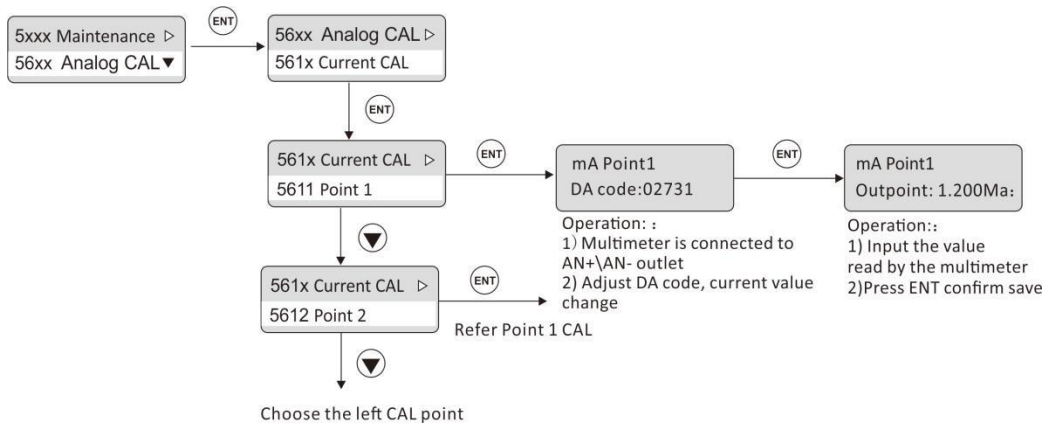 5xxx Maintenance ▷
56xx Analog CAL▼
ENT
56xx Analog CAL▷
561x Current CAL
ENT
561x Current CAL ▷
5611 Point 1
ENT
mA Point1
DA code:02731
ENT
mA Point1
Outpoint: 1.200Ma:
Operation: :
1) Multimeter is connected to
AN+\AN- outlet
2) Adjust DA code, current value
change
Operation::
1) Input the value
read by the multimeter
2)Press ENT confirm save
▼
561x Current CAL ▷
5612 Point 2
ENT
Refer Point 1 CAL
▼
Choose the left CAL point